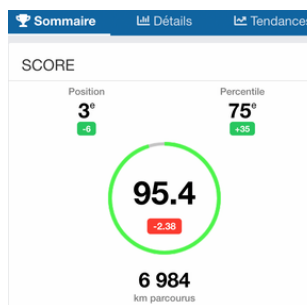 Sommaire Détails Tendances
SCORE
Position Percentile
3e 75e
-6 +35
95.4
-2.38
6 984
km parcourus